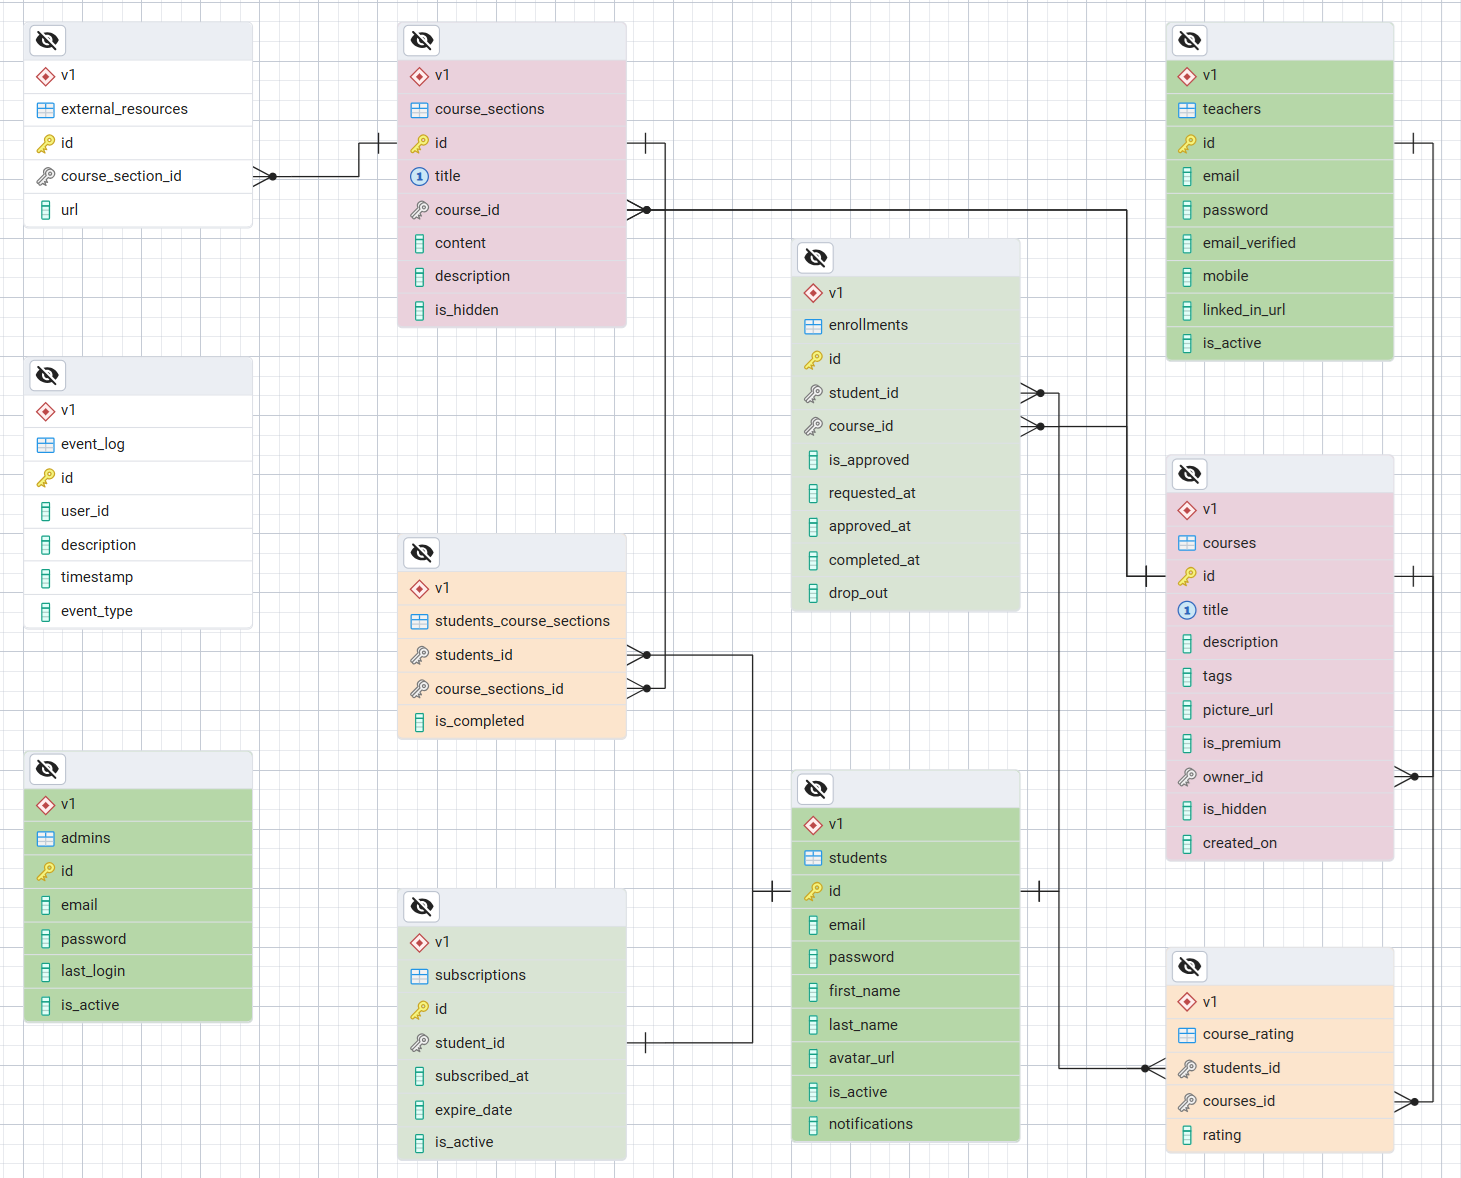 v1
external_resources
id
course_section_id
url
v1
course_sections
id
1 title
course_id
content
description
is_hidden
v1
teachers
id
email
password
email_verified
mobile
linked_in_url
is_active
v1
enrollments
id
student_id
course_id
is_approved
requested_at
approved_at
completed_at
drop_out
v1
event_log
id
user_id
description
timestamp
event_type
v1
courses
id
1 title
description
tags
picture_url
is_premium
owner_id
is_hidden
created_on
v1
students_course_sections
students_id
course_sections_id
is_completed
v1
admins
id
email
password
last_login
is_active
v1
students
id
email
password
first_name
last_name
avatar_url
is_active
notifications
v1
subscriptions
id
student_id
subscribed_at
expire_date
is_active
v1
course_rating
students_id
courses_id
rating